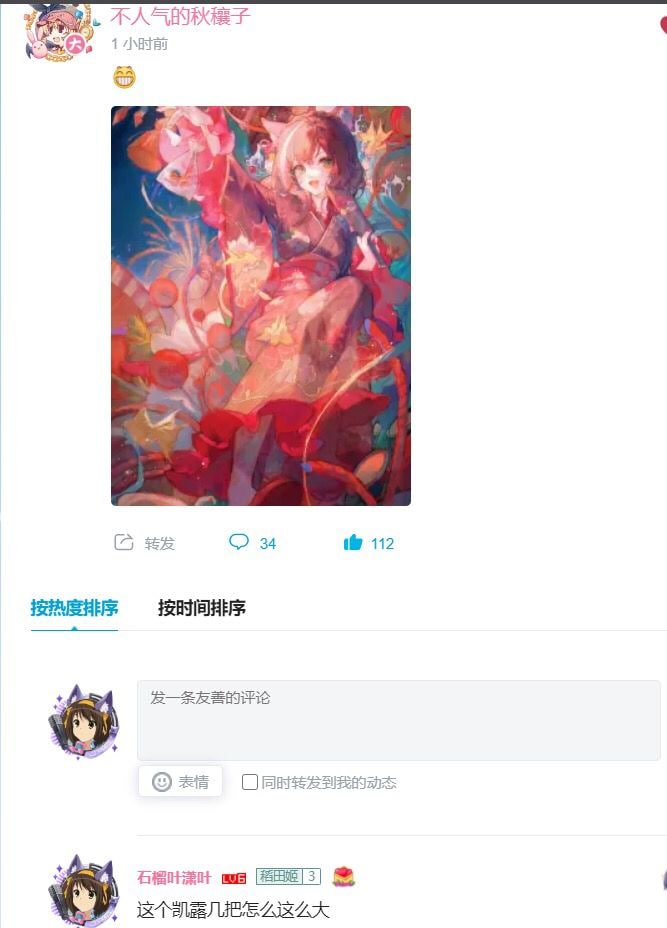 不人气的秋穰子
大
1 小时前
转发 34 112
按热度排序 按时间排序
发一条友善的评论
表情 同时转发到我的动态
石榴叶潇叶 LV6 稻田姬 3
这个凯露几把怎么这么大